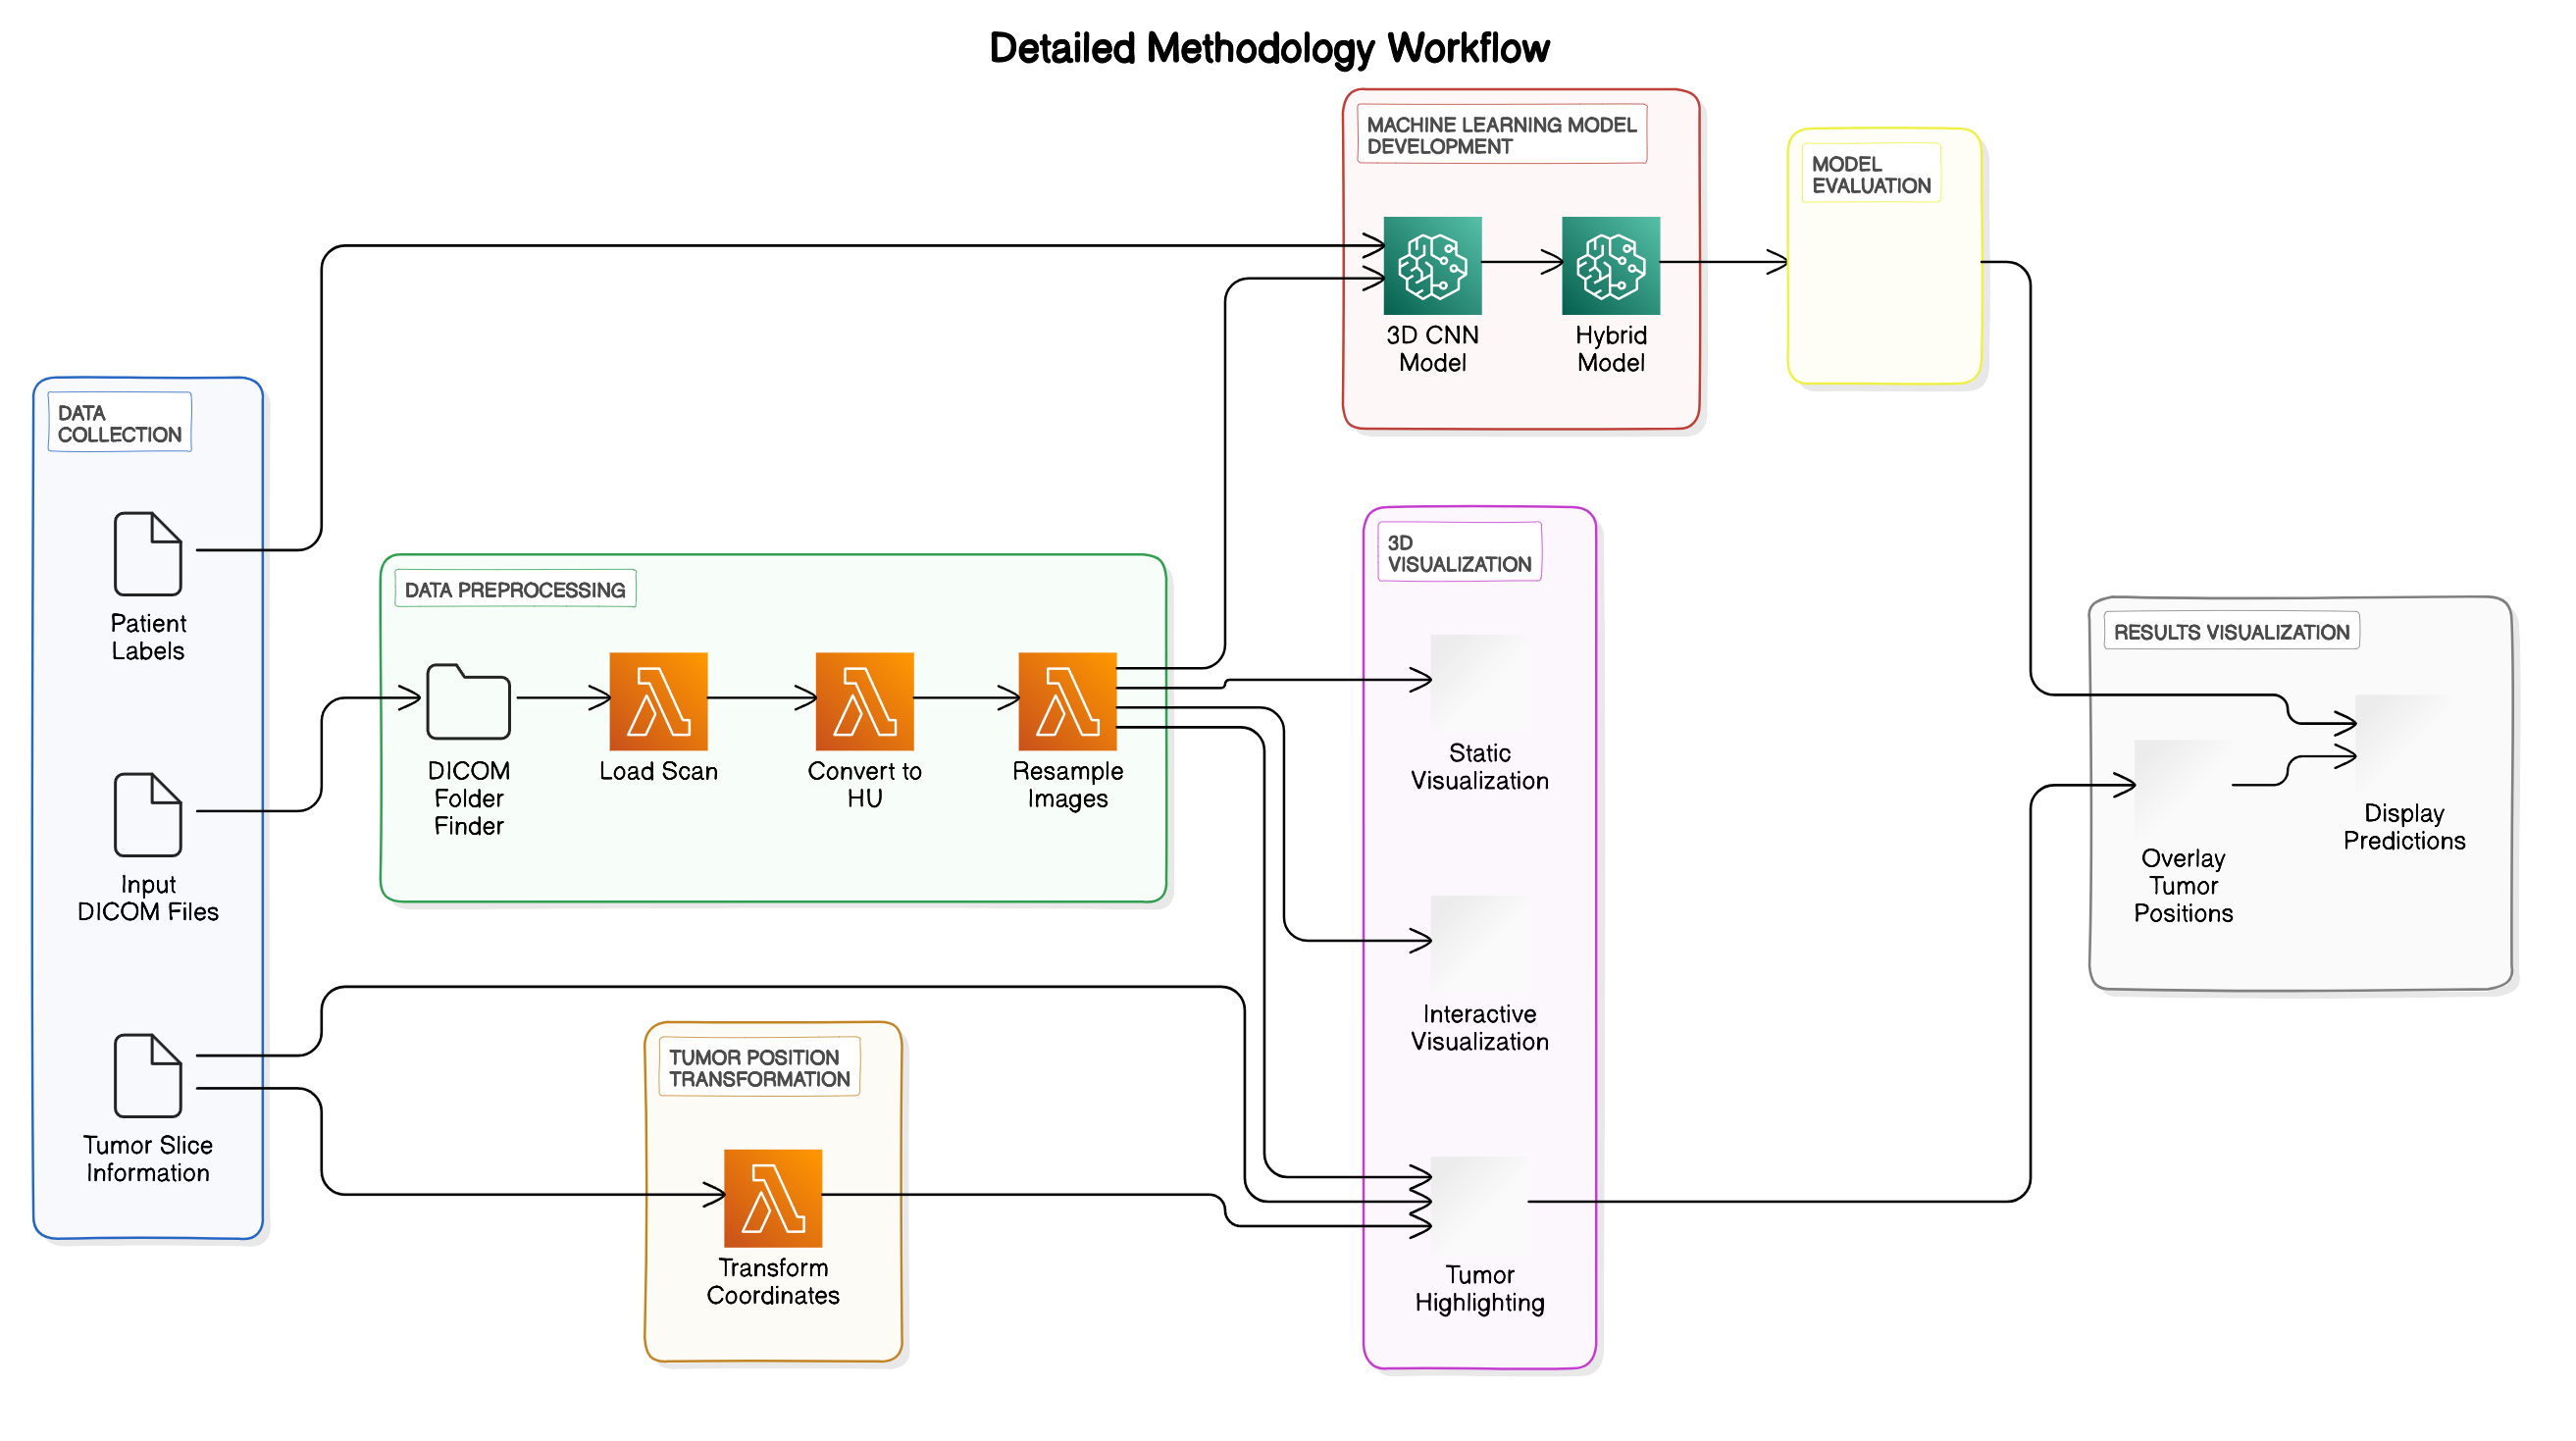 Detailed Methodology Workflow
MACHINE LEARNING MODEL
DEVELOPMENT
3D CNN
Model
Hybrid
Model
MODEL
EVALUATION
DATA
COLLECTION
Patient
Labels
Input
DICOM Files
Tumor Slice
Information
DATA PREPROCESSING
DICOM
Folder
Finder
Load Scan
Convert to
HU
Resample
Images
TUMOR POSITION
TRANSFORMATION
Transform
Coordinates
3D
VISUALIZATION
Static
Visualization
Interactive
Visualization
Tumor
Highlighting
RESULTS VISUALIZATION
Overlay
Tumor
Positions
Display
Predictions